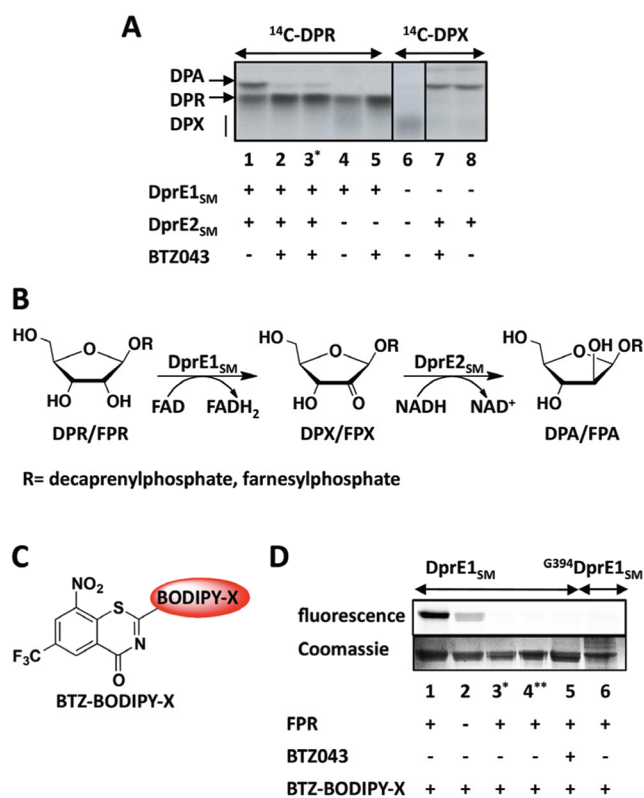 A
¹⁴C-DPR ¹⁴C-DPX
DPA
DPR
DPX
1 2 3* 4 5 6 7 8
DprE1SM + + + + + - - -
DprE2SM + + + - - - + +
BTZ043 - + + - + - + -
B
HO O OR HO OH
DprE1SM
FAD FADH₂
HO O OR HO O
DprE2SM
NADH NAD⁺
HO O OH OR HO
DPR/FPR DPX/FPX DPA/FPA
R= decaprenylphosphate, farnesylphosphate
C
NO₂ S BODIPY-X
F₃C N
O
BTZ-BODIPY-X
D
DprE1SM G394DprE1SM
fluorescence
Coomassie
1 2 3* 4** 5 6
FPR + - + + + +
BTZ043 - - - - + -
BTZ-BODIPY-X + + + + + +